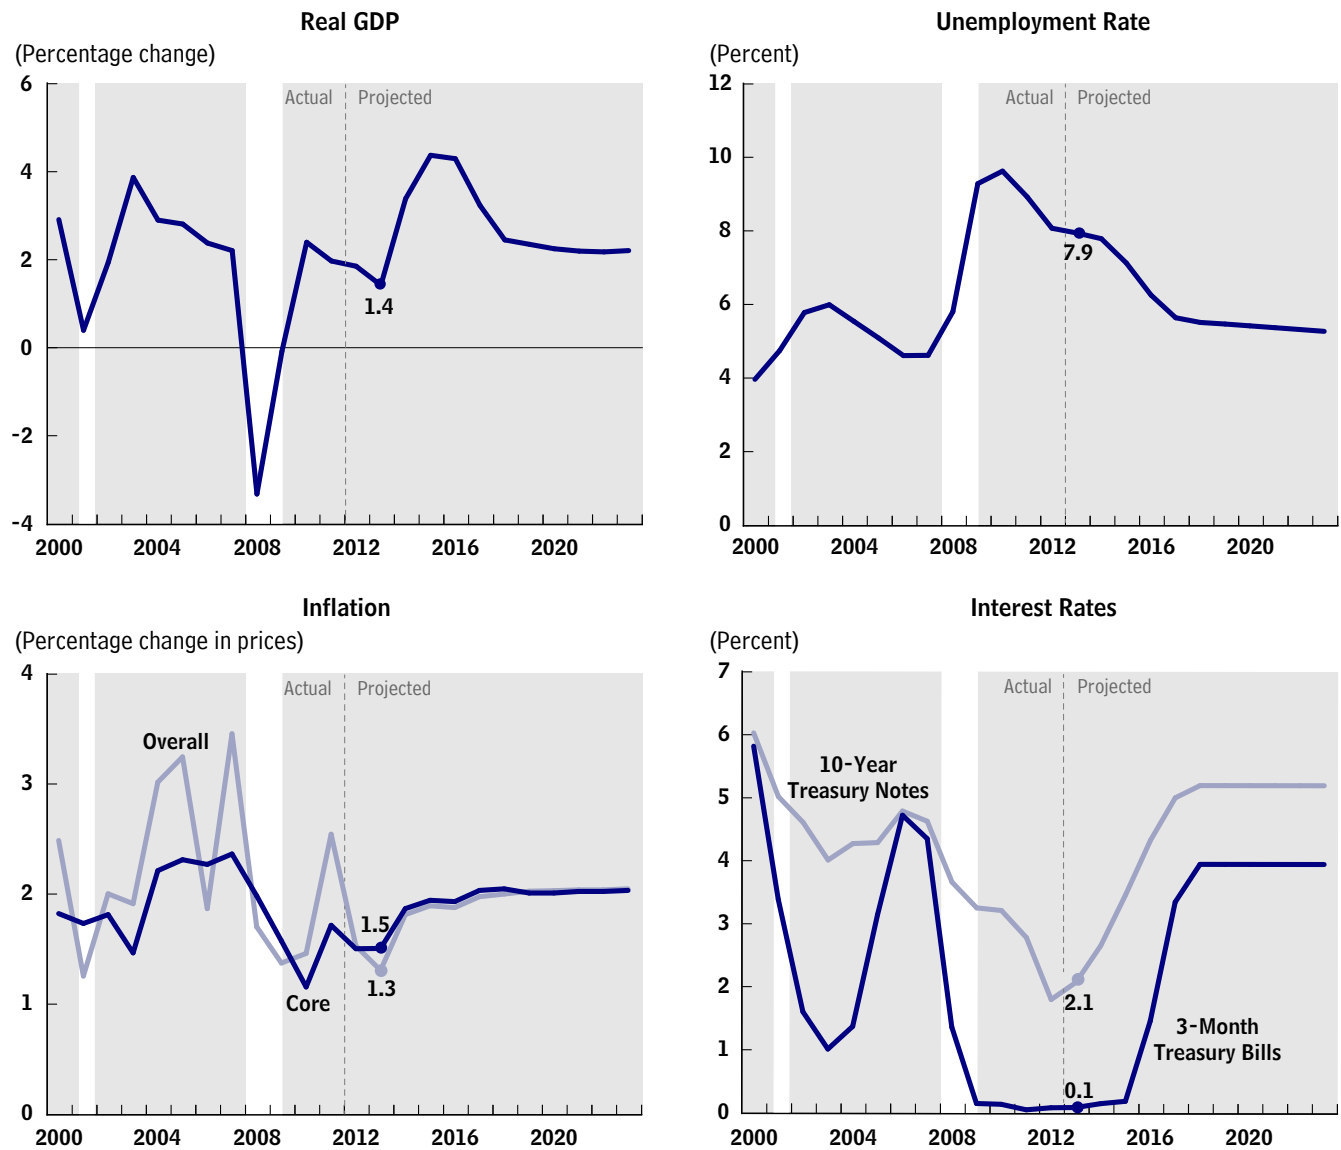 Real GDP
(Percentage change)
6
Actual
Projected
4
2
1.4
0
-2
-4
2000 2004 2008 2012 2016 2020
Unemployment Rate
(Percent)
12
Actual
Projected
10
8
7.9
6
4
2
0
2000 2004 2008 2012 2016 2020
Inflation
(Percentage change in prices)
4
Actual
Projected
Overall
3
2
1.5
1.3
Core
1
0
2000 2004 2008 2012 2016 2020
Interest Rates
(Percent)
7
Actual
Projected
6
10-Year
Treasury Notes
5
4
3
2
2.1
3-Month
Treasury Bills
1
0.1
0
2000 2004 2008 2012 2016 2020